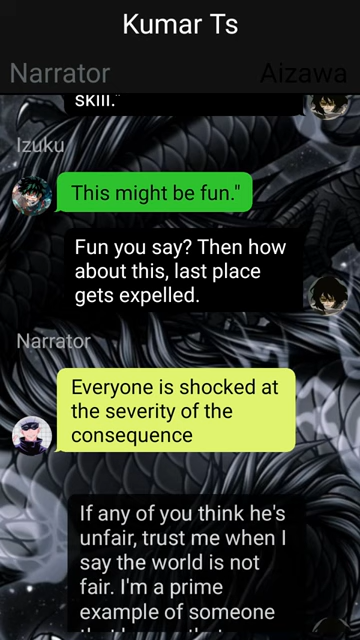 Kumar Ts
Narrator
Aizawa
skill."
Izuku
This might be fun."
Fun you say? Then how
about this, last place
gets expelled.
Narrator
Everyone is shocked at
the severity of the
consequence
If any of you think he's
unfair, trust me when I
say the world is not
fair. I'm a prime
example of someone